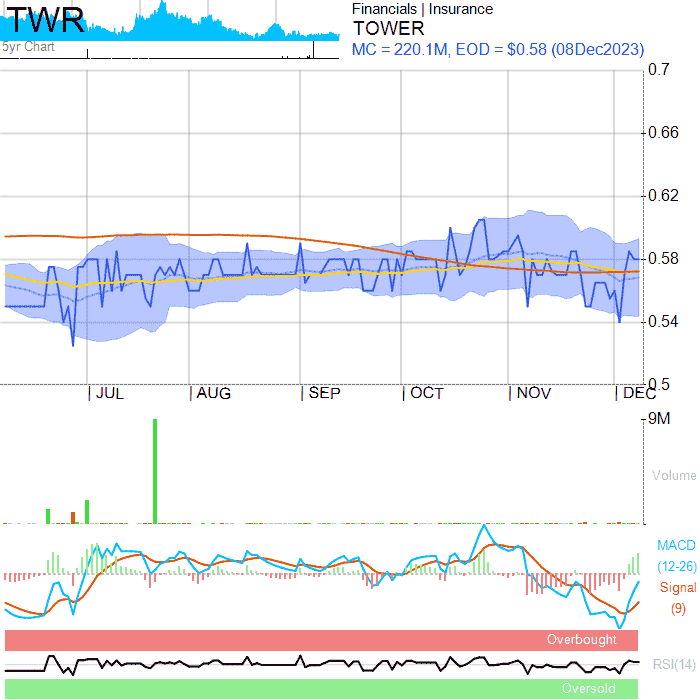 TWR
5yr Chart
Financials | Insurance
TOWER
MC = 220.1M, EOD = $0.58 (08Dec2023)
0.7
0.66
0.62
0.58
0.54
0.5
JUL AUG SEP OCT NOV DEC
9M
Volume
MACD
(12-26)
Signal
(9)
Overbought
RSI(14)
Oversold